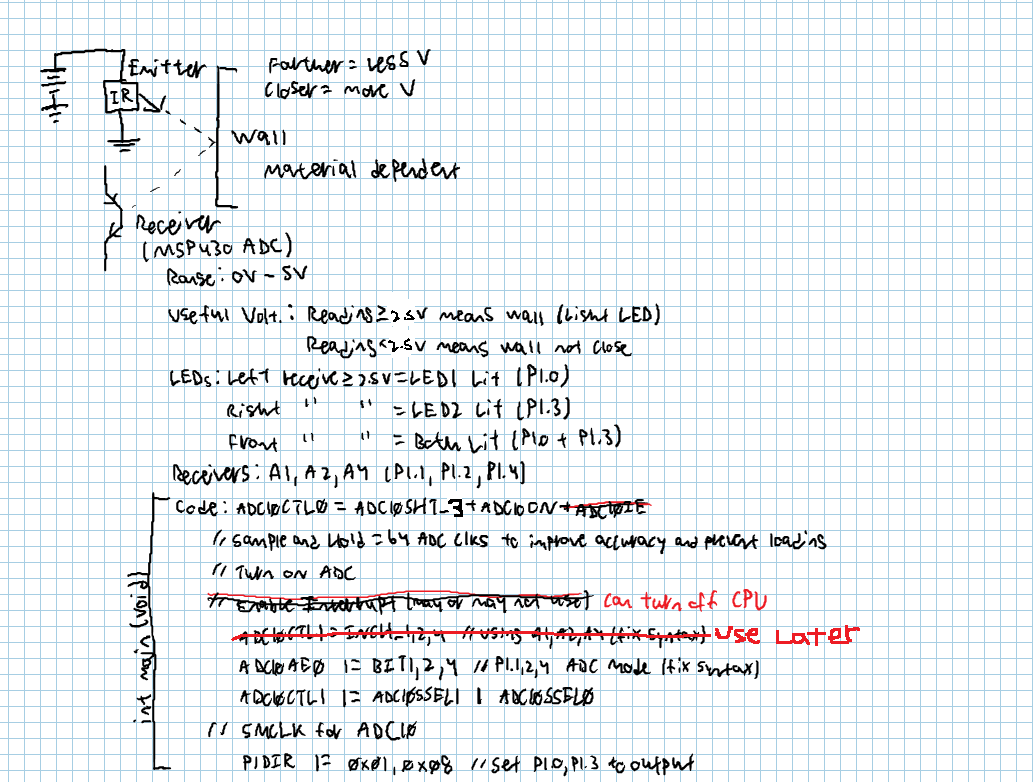 Emitter
Farther = Less V
Closer = more V
IR
Wall
Material dependent
Receiver
(MSP430 ADC)
Range: 0V - 5V
Useful Volt.: Reading ≥ 2.5V means wall (Light LED)
Reading < 2.5V means wall not close
LEDs: Left receive ≥ 2.5V = LED1 Lit (P1.0)
Right " " = LED2 Lit (P1.3)
Front " " = Both Lit (P1.0 + P1.3)
Receivers: A1, A2, A4 (P1.1, P1.2, P1.4)
Code: ADC10CTL0 = ADC10SHT_3 + ADC10ON + ADC10IE
// Sample and Hold = 64 ADC Clks to improve accuracy and prevent loading
// Turn on ADC
// Enable Interrupt (may or may not use) Can turn off CPU
ADC10CTL1 = INCH_1,2,4 // Using A1,A2,A4 (fix syntax) Use Later
ADC10AE0 |= BIT1,2,4 // P1.1,2,4 ADC mode (fix syntax)
ADC10CTL1 |= ADC10SSEL1 | ADC10SSEL0
// SMCLK for ADC10
P1DIR |= 0x01, 0x08 // Set P1.0, P1.3 to output
int main(void)